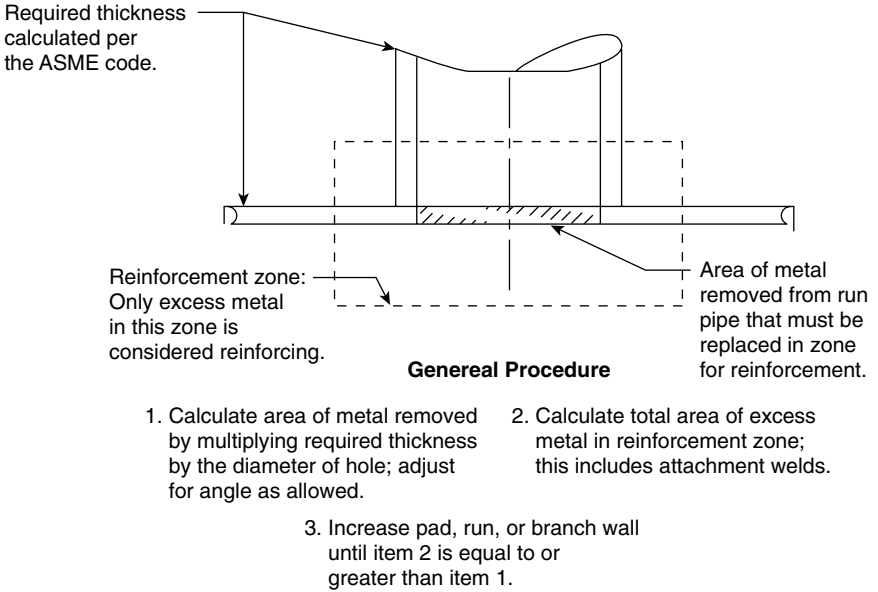 Required thickness
calculated per
the ASME code.
Reinforcement zone:
Only excess metal
in this zone is
considered reinforcing.
Area of metal
removed from run
pipe that must be
replaced in zone
for reinforcement.
Genereal Procedure
1. Calculate area of metal removed
by multiplying required thickness
by the diameter of hole; adjust
for angle as allowed.
2. Calculate total area of excess
metal in reinforcement zone;
this includes attachment welds.
3. Increase pad, run, or branch wall
until item 2 is equal to or
greater than item 1.